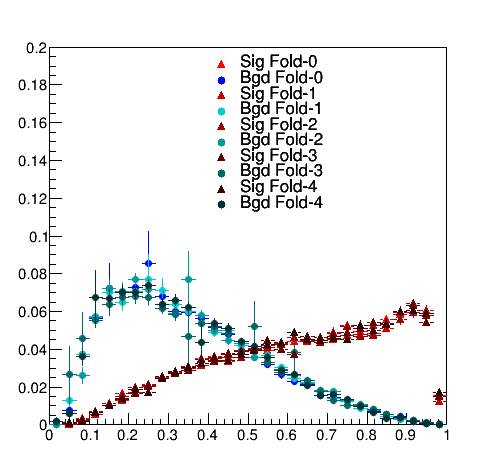 0.2
0.18
0.16
0.14
0.12
0.1
0.08
0.06
0.04
0.02
0
Sig Fold-0
Bgd Fold-0
Sig Fold-1
Bgd Fold-1
Sig Fold-2
Bgd Fold-2
Sig Fold-3
Bgd Fold-3
Sig Fold-4
Bgd Fold-4
0 0.1 0.2 0.3 0.4 0.5 0.6 0.7 0.8 0.9 1